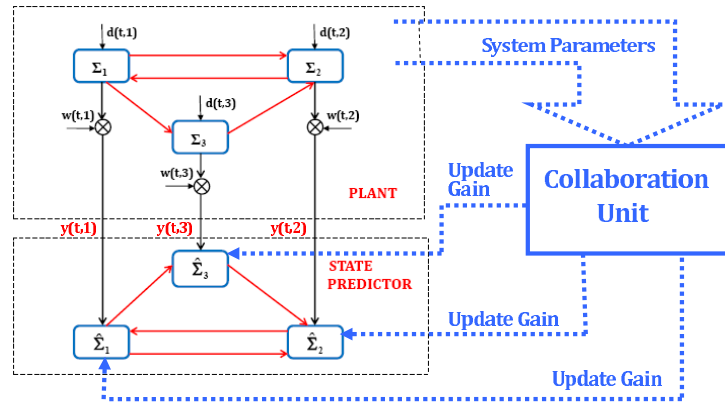 d(t,1)
d(t,2)
System Parameters
Σ1
Σ2
d(t,3)
w(t,1)
w(t,2)
Σ3
w(t,3)
PLANT
Update
Gain
Collaboration
Unit
y(t,1)
y(t,3)
y(t,2)
Σ̂3
STATE
PREDICTOR
Σ̂1
Σ̂2
Update Gain
Update Gain